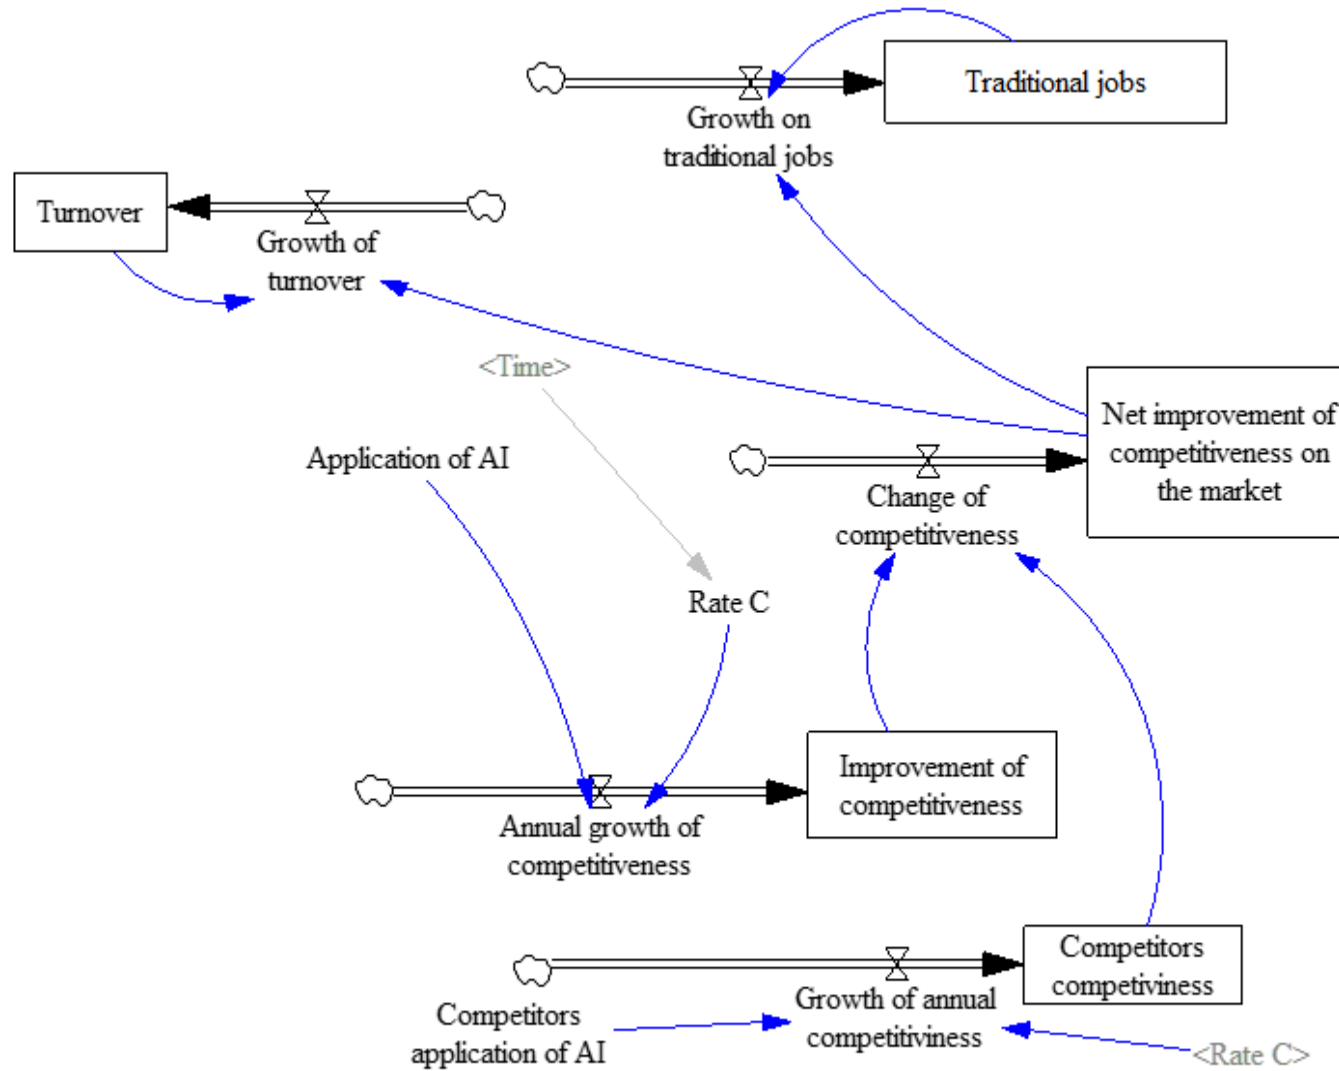 Traditional jobs
Growth on
traditional jobs
Turnover
Growth of
turnover
<Time>
Net improvement of
competitiveness on
the market
Application of AI
Change of
competitiveness
Rate C
Improvement of
competitiveness
Annual growth of
competitiveness
Competitors
competiviness
Growth of annual
competitiviness
Competitors
application of AI
<Rate C>